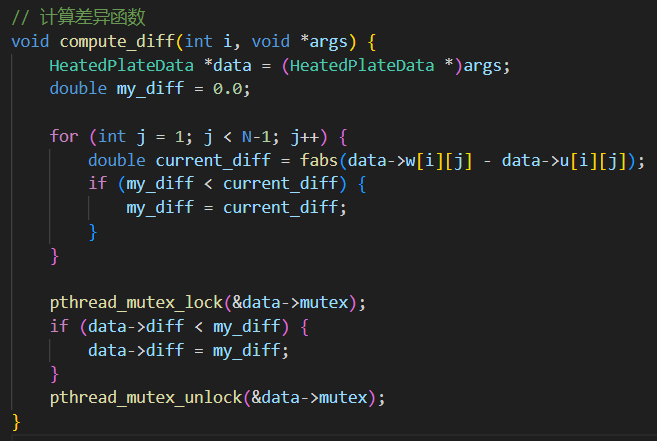 // 计算差异函数
void compute_diff(int i, void *args) {
    HeatedPlateData *data = (HeatedPlateData *)args;
    double my_diff = 0.0;

    for (int j = 1; j < N-1; j++) {
        double current_diff = fabs(data->w[i][j] - data->u[i][j]);
        if (my_diff < current_diff) {
            my_diff = current_diff;
        }
    }

    pthread_mutex_lock(&data->mutex);
    if (data->diff < my_diff) {
        data->diff = my_diff;
    }
    pthread_mutex_unlock(&data->mutex);
}